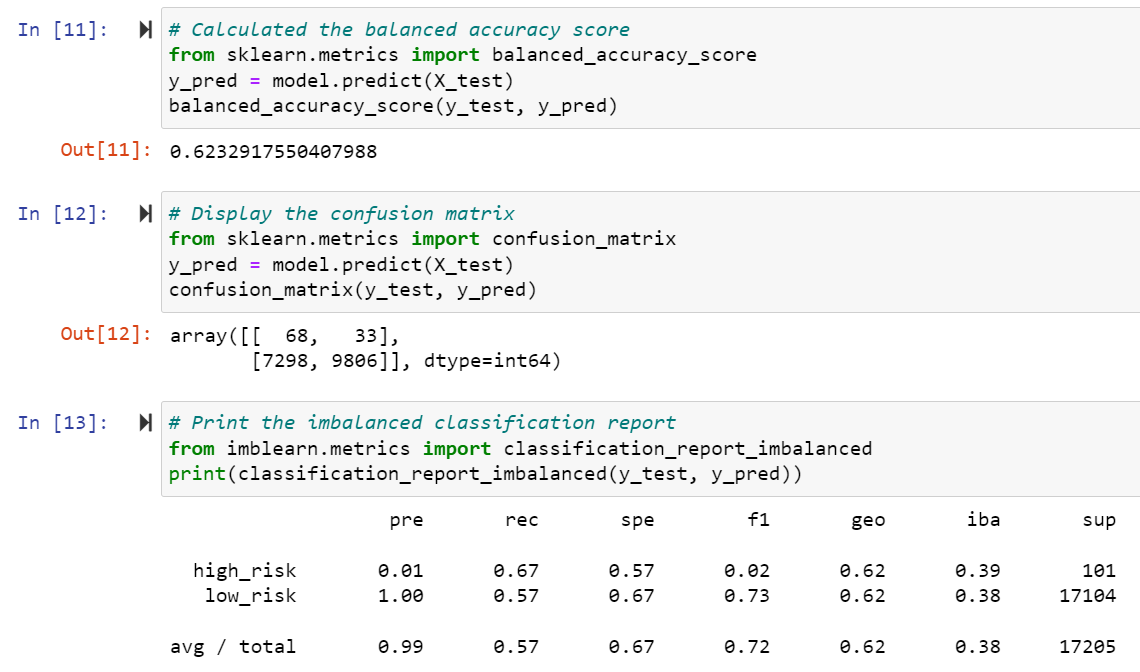 In [11]: # Calculated the balanced accuracy score
from sklearn.metrics import balanced_accuracy_score
y_pred = model.predict(X_test)
balanced_accuracy_score(y_test, y_pred)
Out[11]: 0.6232917550407988
In [12]: # Display the confusion matrix
from sklearn.metrics import confusion_matrix
y_pred = model.predict(X_test)
confusion_matrix(y_test, y_pred)
Out[12]: array([[  68,   33],
       [7298, 9806]], dtype=int64)
In [13]: # Print the imbalanced classification report
from imblearn.metrics import classification_report_imbalanced
print(classification_report_imbalanced(y_test, y_pred))
pre rec spe f1 geo iba sup
high_risk 0.01 0.67 0.57 0.02 0.62 0.39 101
low_risk 1.00 0.57 0.67 0.73 0.62 0.38 17104
avg / total 0.99 0.57 0.67 0.72 0.62 0.38 17205